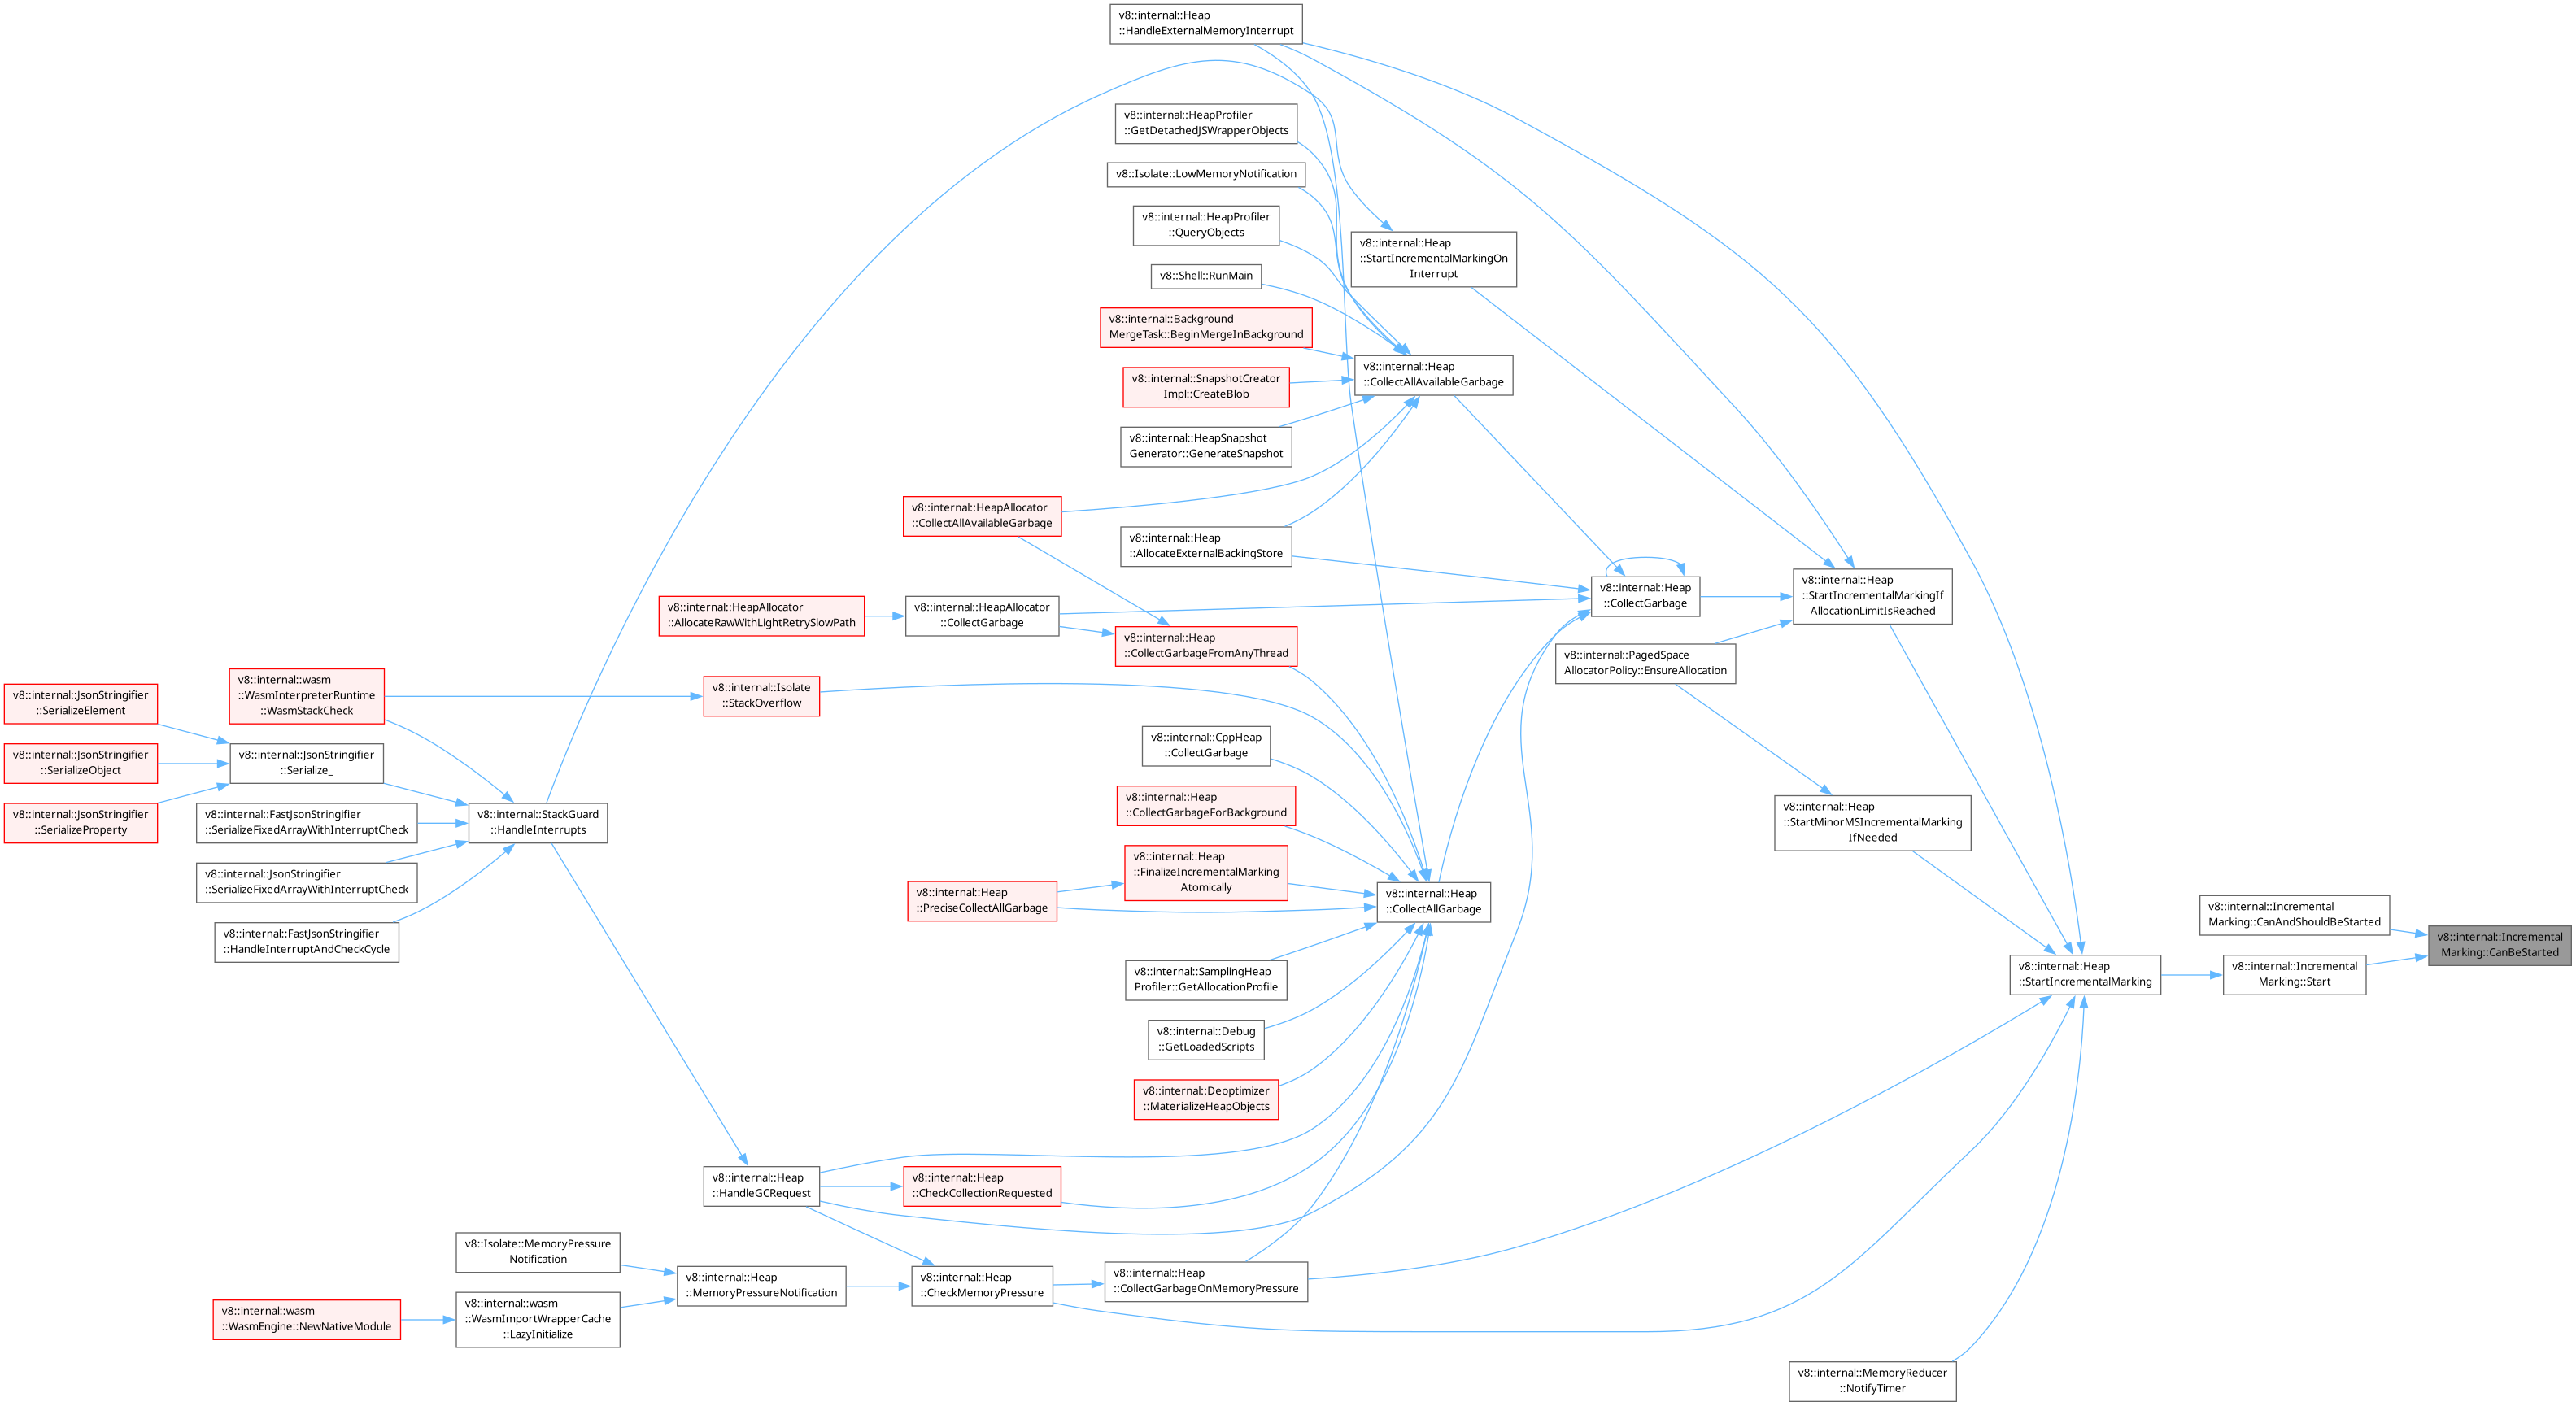 v8::internal::Heap
::HandleExternalMemoryInterrupt
v8::internal::HeapProfiler
::GetDetachedJSWrapperObjects
v8::Isolate::LowMemoryNotification
v8::internal::HeapProfiler
::QueryObjects
v8::internal::Heap
::StartIncrementalMarkingOn
Interrupt
v8::Shell::RunMain
v8::internal::Background
MergeTask::BeginMergeInBackground
v8::internal::Heap
::CollectAllAvailableGarbage
v8::internal::SnapshotCreator
Impl::CreateBlob
v8::internal::HeapSnapshot
Generator::GenerateSnapshot
v8::internal::HeapAllocator
::CollectAllAvailableGarbage
v8::internal::Heap
::AllocateExternalBackingStore
v8::internal::Heap
::CollectGarbage
v8::internal::Heap
::StartIncrementalMarkingIf
AllocationLimitIsReached
v8::internal::HeapAllocator
::AllocateRawWithLightRetrySlowPath
v8::internal::HeapAllocator
::CollectGarbage
v8::internal::Heap
::CollectGarbageFromAnyThread
v8::internal::PagedSpace
AllocatorPolicy::EnsureAllocation
v8::internal::JsonStringifier
::SerializeElement
v8::internal::wasm
::WasmInterpreterRuntime
::WasmStackCheck
v8::internal::Isolate
::StackOverflow
v8::internal::JsonStringifier
::SerializeObject
v8::internal::JsonStringifier
::Serialize_
v8::internal::CppHeap
::CollectGarbage
v8::internal::JsonStringifier
::SerializeProperty
v8::internal::FastJsonStringifier
::SerializeFixedArrayWithInterruptCheck
v8::internal::StackGuard
::HandleInterrupts
v8::internal::Heap
::CollectGarbageForBackground
v8::internal::Heap
::StartMinorMSIncrementalMarking
IfNeeded
v8::internal::JsonStringifier
::SerializeFixedArrayWithInterruptCheck
v8::internal::Heap
::FinalizeIncrementalMarking
Atomically
v8::internal::Heap
::PreciseCollectAllGarbage
v8::internal::Heap
::CollectAllGarbage
v8::internal::Incremental
Marking::CanAndShouldBeStarted
v8::internal::FastJsonStringifier
::HandleInterruptAndCheckCycle
v8::internal::Incremental
Marking::CanBeStarted
v8::internal::SamplingHeap
Profiler::GetAllocationProfile
v8::internal::Heap
::StartIncrementalMarking
v8::internal::Incremental
Marking::Start
v8::internal::Debug
::GetLoadedScripts
v8::internal::Deoptimizer
::MaterializeHeapObjects
v8::internal::Heap
::HandleGCRequest
v8::internal::Heap
::CheckCollectionRequested
v8::Isolate::MemoryPressure
Notification
v8::internal::Heap
::MemoryPressureNotification
v8::internal::Heap
::CheckMemoryPressure
v8::internal::Heap
::CollectGarbageOnMemoryPressure
v8::internal::wasm
::WasmEngine::NewNativeModule
v8::internal::wasm
::WasmImportWrapperCache
::LazyInitialize
v8::internal::MemoryReducer
::NotifyTimer